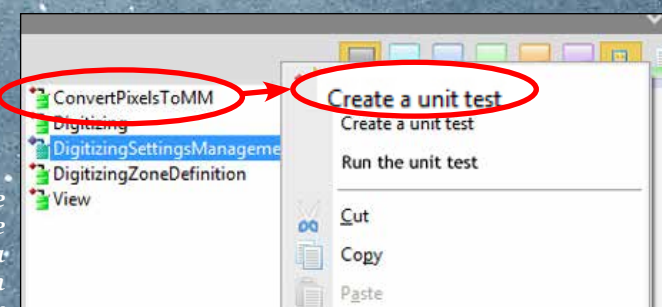 ConvertPixelsToMM
Digitizing
DigitizingSettingsManageme
DigitizingZoneDefinition
View
Create a unit test
Create a unit test
Run the unit test
Cut
Copy
Paste